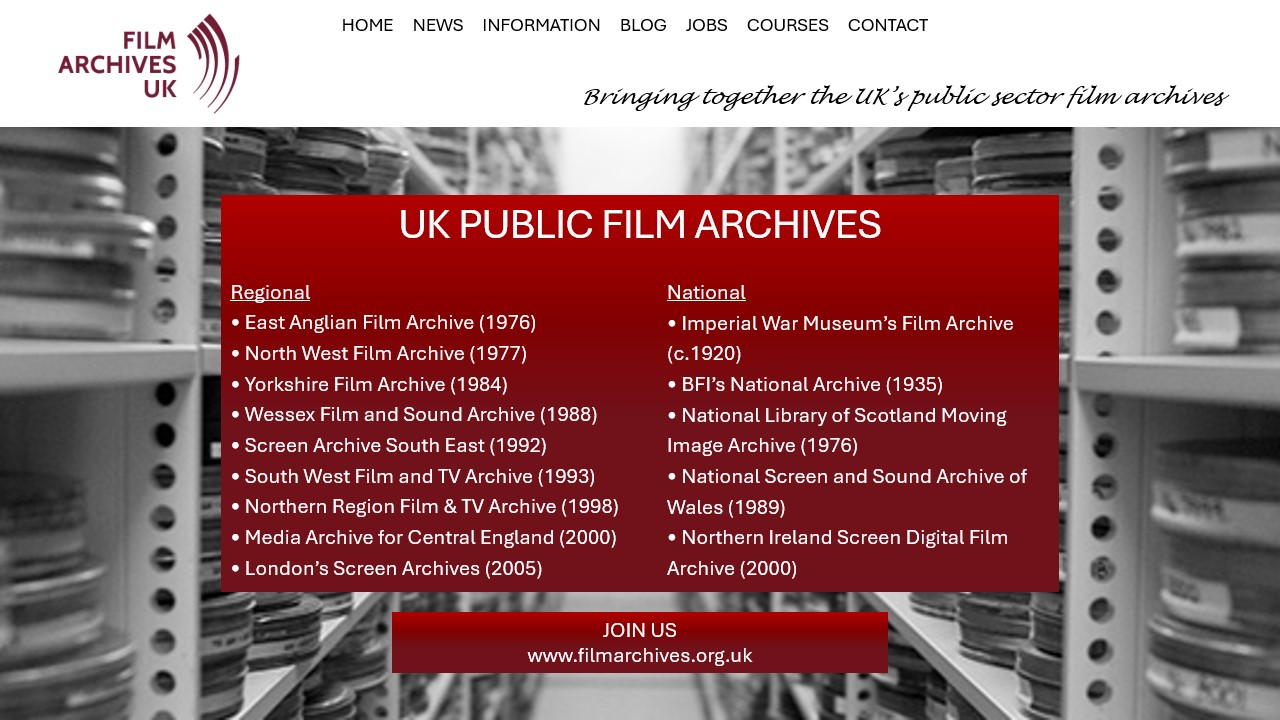 FILM
ARCHIVES
UK
HOME NEWS INFORMATION BLOG JOBS COURSES CONTACT
Bringing together the UK's public sector film archives
UK PUBLIC FILM ARCHIVES
Regional
• East Anglian Film Archive (1976)
• North West Film Archive (1977)
• Yorkshire Film Archive (1984)
• Wessex Film and Sound Archive (1988)
• Screen Archive South East (1992)
• South West Film and TV Archive (1993)
• Northern Region Film & TV Archive (1998)
• Media Archive for Central England (2000)
• London’s Screen Archives (2005)
National
• Imperial War Museum’s Film Archive
(c.1920)
• BFI’s National Archive (1935)
• National Library of Scotland Moving
Image Archive (1976)
• National Screen and Sound Archive of
Wales (1989)
• Northern Ireland Screen Digital Film
Archive (2000)
JOIN US
www.filmarchives.org.uk